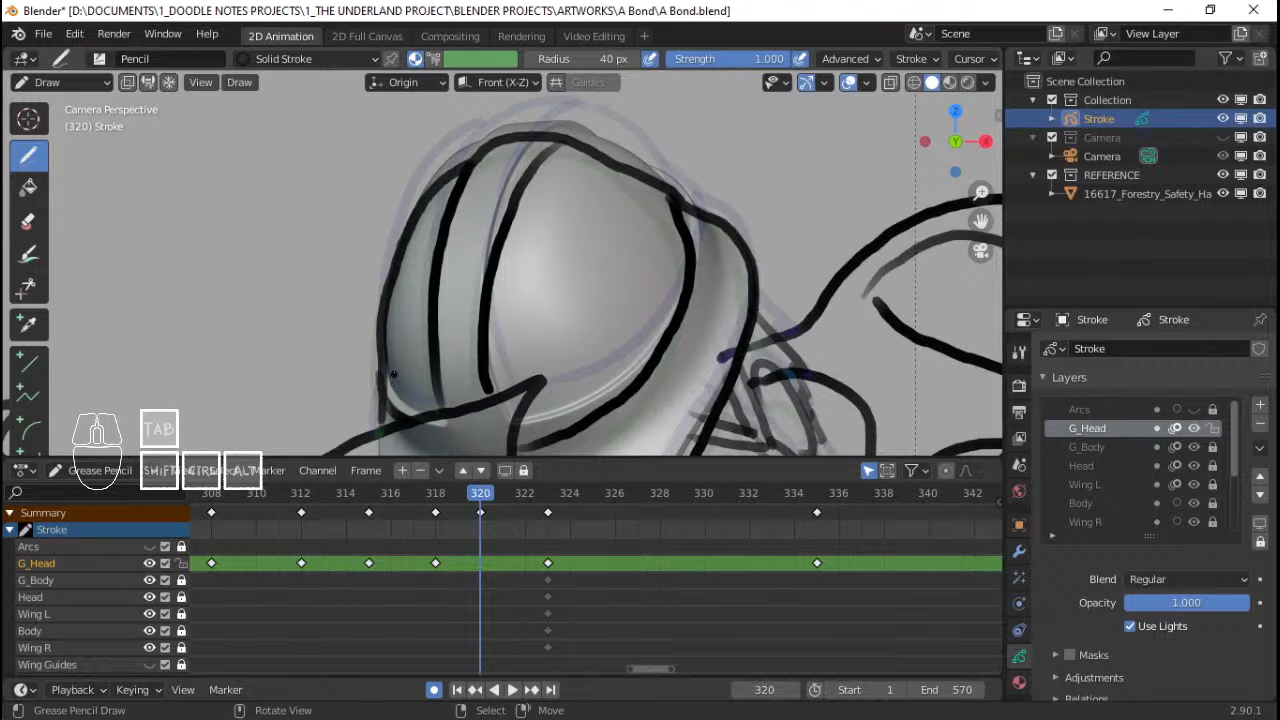 Blender* [D:\DOCUMENTS\1_DOODLE NOTES PROJECTS\1_THE UNDERLAND PROJECT\BLENDER PROJECTS\ARTWORKS\A Bond\A Bond.blend]
File Edit Render Window Help 2D Animation 2D Full Canvas Compositing Rendering Video Editing + Scene View Layer
Pencil Solid Stroke Radius 40 px Strength 1.000 Advanced Stroke Cursor
Draw View Draw Origin Front (X-Z) Guides
Camera Perspective
(320) Stroke
Z
Y
X
Scene Collection
Collection
Stroke
Camera
Camera
REFERENCE
16617_Forestry_Safety_Ha
Stroke Stroke
Stroke
Layers
Arcs
G_Head
G_Body
Head
Wing L
Body
Wing R
Blend Regular
Opacity 1.000
Use Lights
Masks
Adjustments
Relations
TAB
SHIFT CTRL ALT
Grease Pencil Marker Channel Frame
308 310 312 314 316 318 320 322 324 326 328 330 332 334 336 338 340 342
Summary
Stroke
Arcs
G_Head
G_Body
Head
Wing L
Body
Wing R
Wing Guides
Playback Keying View Marker 320 Start 1 End 570
Grease Pencil Draw Rotate View Select Move 2.90.1